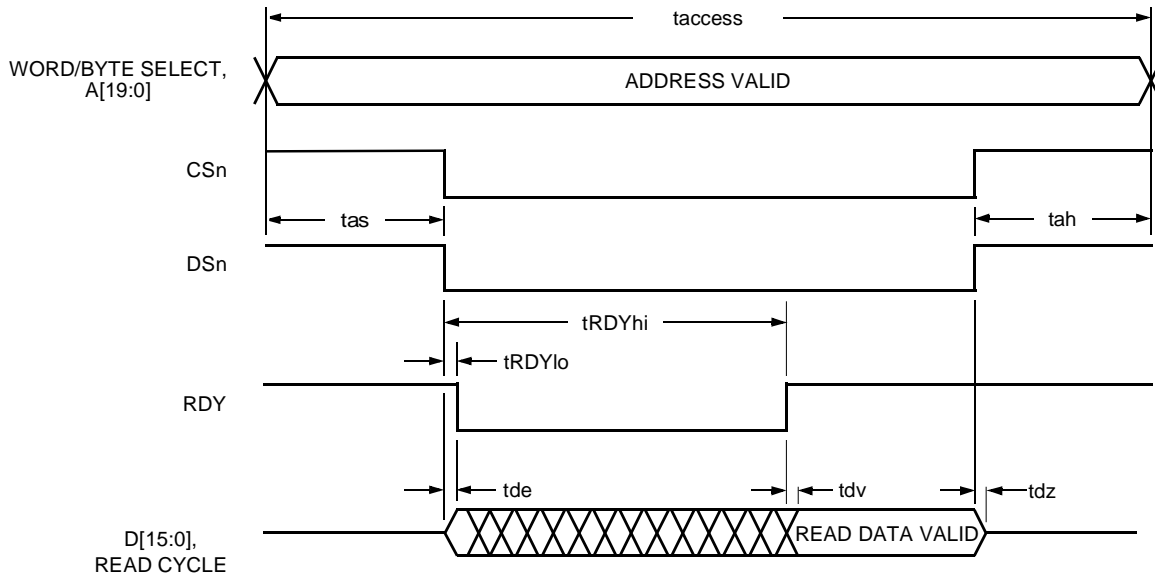 taccess
WORD/BYTE SELECT,
A[19:0]
ADDRESS VALID
CSn
tas
tah
DSn
tRDYhi
tRDYlo
RDY
tde
tdv
tdz
D[15:0],
READ CYCLE
READ DATA VALID